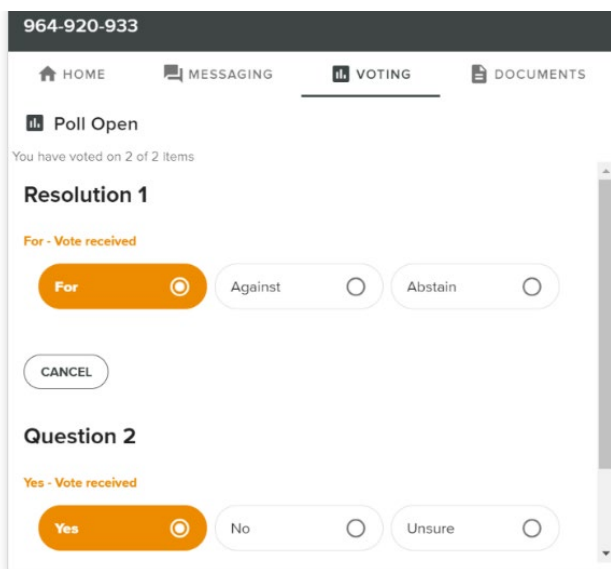 964-920-933
HOME MESSAGING VOTING DOCUMENTS
Poll Open
You have voted on 2 of 2 items
Resolution 1
For - Vote received
For Against Abstain
CANCEL
Question 2
Yes - Vote received
Yes No Unsure